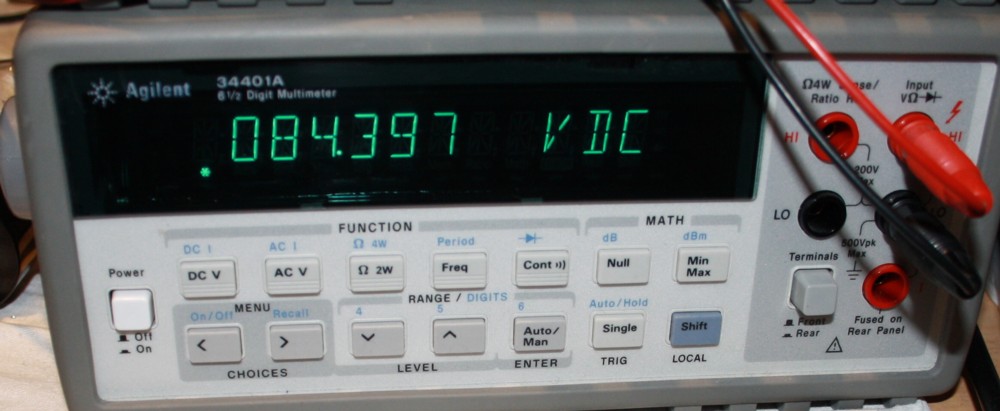 Agilent
34401A
6½ Digit Multimeter
084.397 VDC
*
Ω4W Sense/
Ratio
Input
VΩ
HI
HI
200V
Max
LO
500Vpk
Max
Terminals
Front
Rear
Fused on
Rear Panel
FUNCTION
MATH
DC I
AC I
Ω 4W
Period
dB
dBm
Power
DC V
AC V
Ω 2W
Freq
Cont
Null
Min
Max
Off
On
MENU
RANGE / DIGITS
On/Off
Recall
4
5
6
Auto/Hold
<
>
Auto/
Man
Single
Shift
CHOICES
LEVEL
ENTER
TRIG
LOCAL